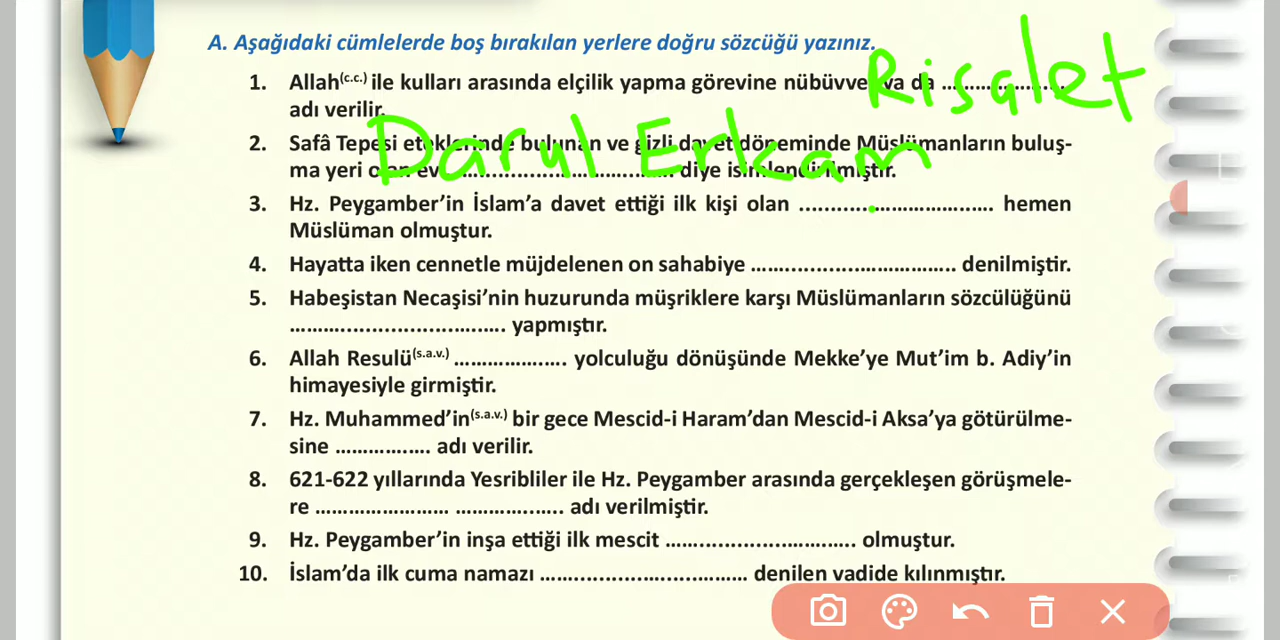 A. Aşağıdaki cümlelerde boş bırakılan yerlere doğru sözcüğü yazınız.
1. Allah(c.c.) ile kulları arasında elçilik yapma görevine nübüvvet ya da ........................ Risalet
adı verilir.
2. Safâ Tepesi eteklerinde bulunan ve gizli davet döneminde Müslümanların buluş-
Darul Erkam
ma yeri olan ev ........................................ diye isimlendirilmiştir.
3. Hz. Peygamber’in İslam’a davet ettiği ilk kişi olan ........................................ hemen
Müslüman olmuştur.
4. Hayatta iken cennetle müjdelenen on sahabiye ........................................ denilmiştir.
5. Habeşistan Necaşisi’nin huzurunda müşriklere karşı Müslümanların sözcülüğünü
........................................ yapmıştır.
6. Allah Resulü(s.a.v.) ........................ yolculuğu dönüşünde Mekke’ye Mut’im b. Adiy’in
himayesiyle girmiştir.
7. Hz. Muhammed’in(s.a.v.) bir gece Mescid-i Haram’dan Mescid-i Aksa’ya götürülme-
sine .................... adı verilir.
8. 621-622 yıllarında Yesribliler ile Hz. Peygamber arasında gerçekleşen görüşmele-
re ........................ .................... adı verilmiştir.
9. Hz. Peygamber’in inşa ettiği ilk mescit ...................................... olmuştur.
10. İslam’da ilk cuma namazı ........................................ denilen vadide kılınmıştır.